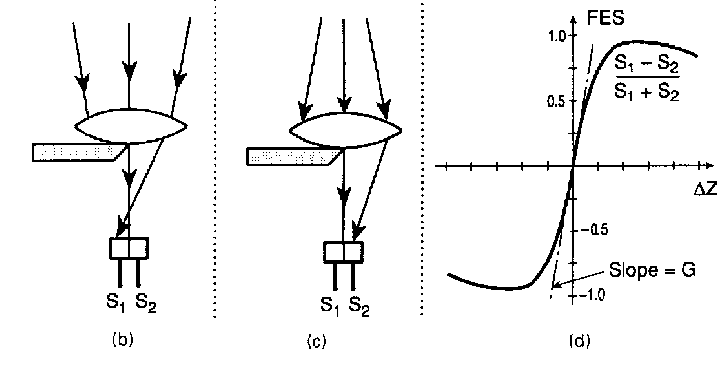 S1 S2
(b)
S1 S2
(c)
FES
1.0
S1 – S2
S1 + S2
0.5
ΔZ
–0.5
Slope = G
–1.0
(d)